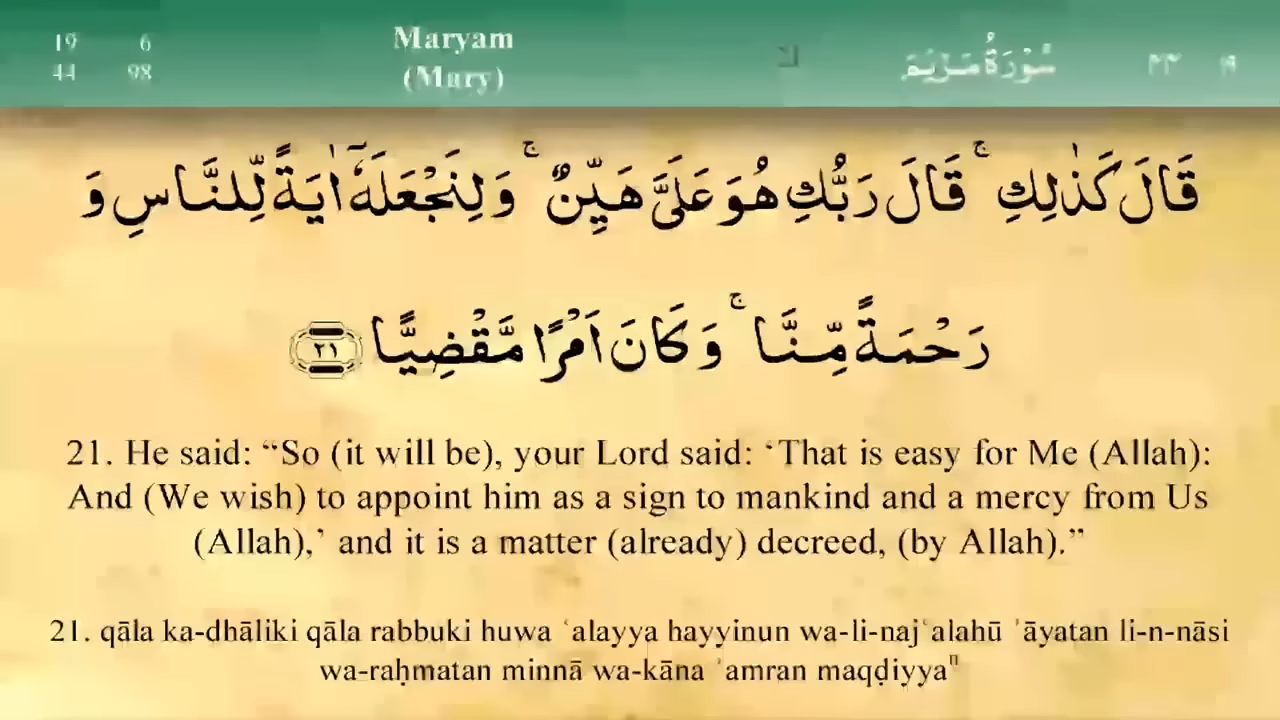 19 6
44 98
Maryam
(Mary)
سُوْرَةُ مَرْيَمَ
٢٣ ١٩
قَالَ كَذٰلِكِ ۚ قَالَ رَبُّكِ هُوَ عَلَىَّ هَيِّنٌ ۚ وَلِنَجْعَلَهٗۤ اٰيَةً لِّلنَّاسِ وَ
رَحْمَةً مِّنَّا ۚ وَكَانَ اَمْرًا مَّقْضِيًّا ٢١
21. He said: “So (it will be), your Lord said: ‘That is easy for Me (Allah):
And (We wish) to appoint him as a sign to mankind and a mercy from Us
(Allah),’ and it is a matter (already) decreed, (by Allah).”
21. qāla ka-dhāliki qāla rabbuki huwa ʿalayya hayyinun wa-li-najʿalahū ʾāyatan li-n-nāsi
wa-raḥmatan minnā wa-kāna ʾamran maqḍiyyaⁿ